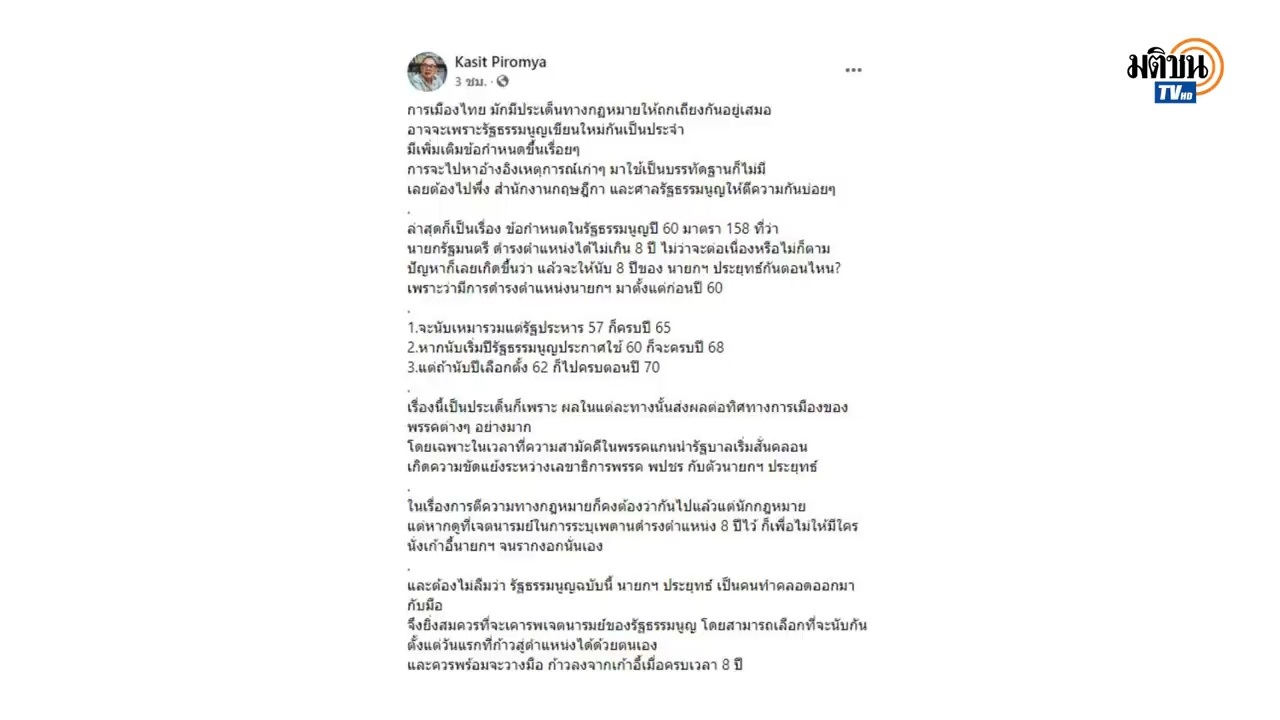 Kasit Piromya
3 ชม. ·
มติชน
TV HD
การเมืองไทย มักมีประเด็นทางกฎหมายให้ถกเถียงกันอยู่เสมอ
อาจจะเพราะรัฐธรรมนูญเขียนใหม่กันเป็นประจำ
มีเพิ่มเติมข้อกำหนดขึ้นเรื่อยๆ
การจะไปหาอ้างอิงเหตุการณ์เก่าๆ มาใช้เป็นบรรทัดฐานก็ไม่มี
เลยต้องไปพึ่ง สำนักงานกฤษฎีกา และศาลรัฐธรรมนูญให้ตีความกันบ่อยๆ
.
ล่าสุดก็เป็นเรื่อง ข้อกำหนดในรัฐธรรมนูญปี 60 มาตรา 158 ที่ว่า
นายกรัฐมนตรี ดำรงตำแหน่งได้ไม่เกิน 8 ปี ไม่ว่าจะต่อเนื่องหรือไม่ก็ตาม
ปัญหาก็เลยเกิดขึ้นว่า แล้วจะให้นับ 8 ปีของ นายกฯ ประยุทธ์กันตอนไหน?
เพราะว่ามีการดำรงตำแหน่งนายกฯ มาตั้งแต่ก่อนปี 60
.
1.จะนับเหมารวมแต่รัฐประหาร 57 ก็ครบปี 65
2.หากนับเริ่มปีรัฐธรรมนูญประกาศใช้ 60 ก็จะครบปี 68
3.แต่ถ้านับปีเลือกตั้ง 62 ก็ไปครบตอนปี 70
.
เรื่องนี้เป็นประเด็นก็เพราะ ผลในแต่ละทางนั้นส่งผลต่อทิศทางการเมืองของ
พรรคต่างๆ อย่างมาก
โดยเฉพาะในเวลาที่ความสามัคคีในพรรคแกนนำรัฐบาลเริ่มสั่นคลอน
เกิดความขัดแย้งระหว่างเลขาธิการพรรค พปชร กับตัวนายกฯ ประยุทธ์
.
ในเรื่องการตีความทางกฎหมายก็คงต้องว่ากันไปแล้วแต่นักกฎหมาย
แต่หากดูที่เจตนารมย์ในการระบุเพดานดำรงตำแหน่ง 8 ปีไว้ ก็เพื่อไม่ให้มีใคร
นั่งเก้าอี้นายกฯ จนรากงอกนั่นเอง
.
และต้องไม่ลืมว่า รัฐธรรมนูญฉบับนี้ นายกฯ ประยุทธ์ เป็นคนทำคลอดออกมา
กับมือ
จึงยิ่งสมควรที่จะเคารพเจตนารมย์ของรัฐธรรมนูญ โดยสามารถเลือกที่จะนับกัน
ตั้งแต่วันแรกที่ก้าวสู่ตำแหน่งได้ด้วยตนเอง
และควรพร้อมจะวางมือ ก้าวลงจากเก้าอี้เมื่อครบเวลา 8 ปี